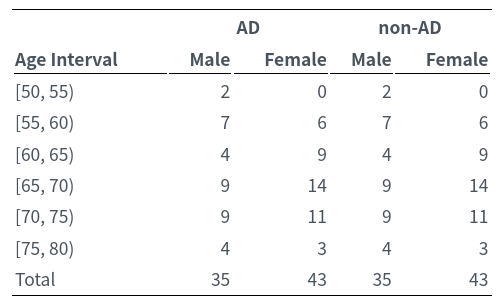 AD non-AD
Age Interval Male Female Male Female
[50, 55) 2 0 2 0
[55, 60) 7 6 7 6
[60, 65) 4 9 4 9
[65, 70) 9 14 9 14
[70, 75) 9 11 9 11
[75, 80) 4 3 4 3
Total 35 43 35 43